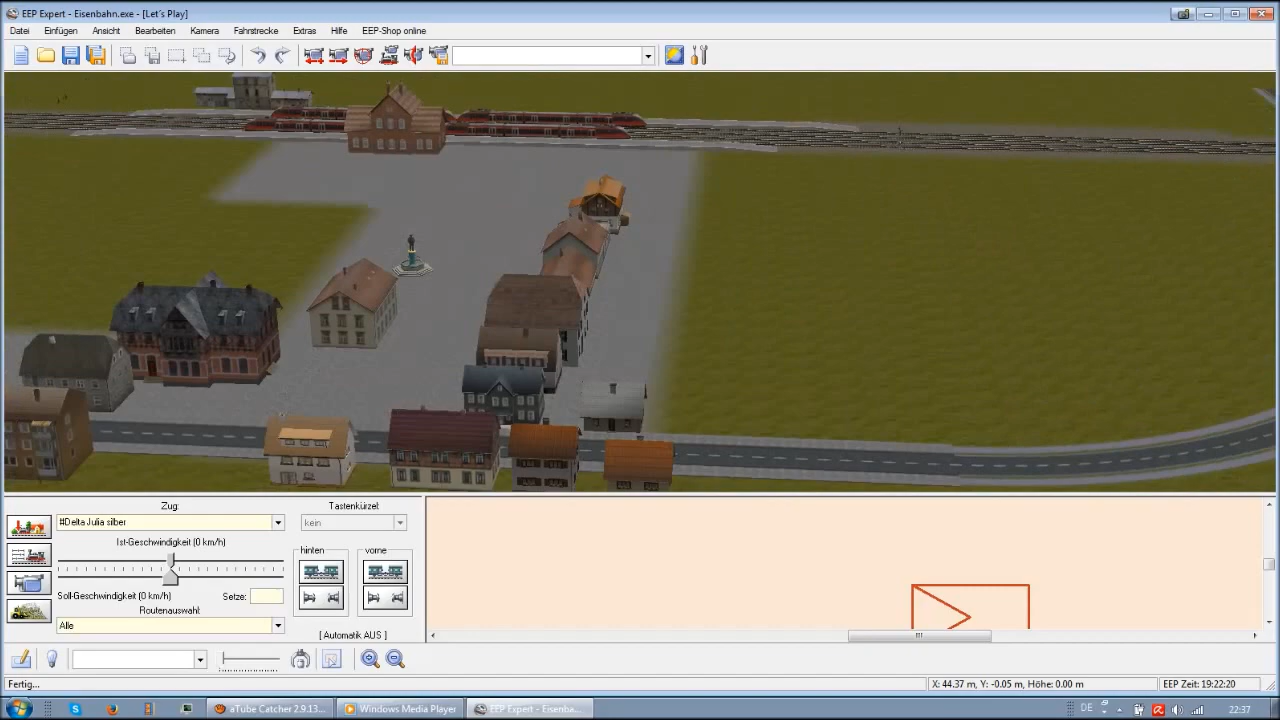 EEP Expert - Eisenbahn.exe - [Let´s Play]
Datei Einfügen Ansicht Bearbeiten Kamera Fahrstrecke Extras Hilfe EEP-Shop online
Zug:
Tastenkürzel:
#Delta Julia silber
kein
Ist-Geschwindigkeit (0 km/h)
hinten
vorne
Soll-Geschwindigkeit (0 km/h)
Setze:
Routenauswahl:
Alle
[ Automatik AUS ]
Fertig...
X: 44.37 m, Y: -0.05 m, Höhe: 0.00 m
EEP Zeit: 19:22:20
aTube Catcher 2.9.13...
Windows Media Player
EEP Expert - Eisenba...
DE
22:37